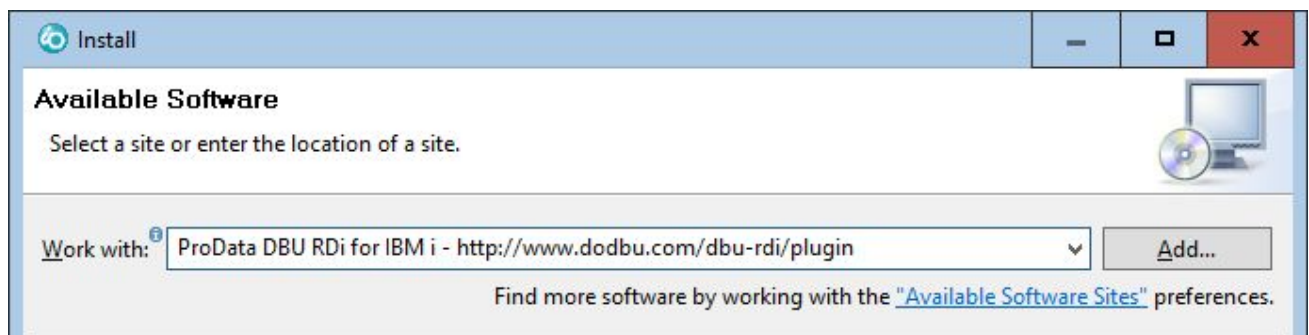 Install
Available Software
Select a site or enter the location of a site.
Work with: ProData DBU RDi for IBM i - http://www.dodbu.com/dbu-rdi/plugin Add...
Find more software by working with the "Available Software Sites" preferences.